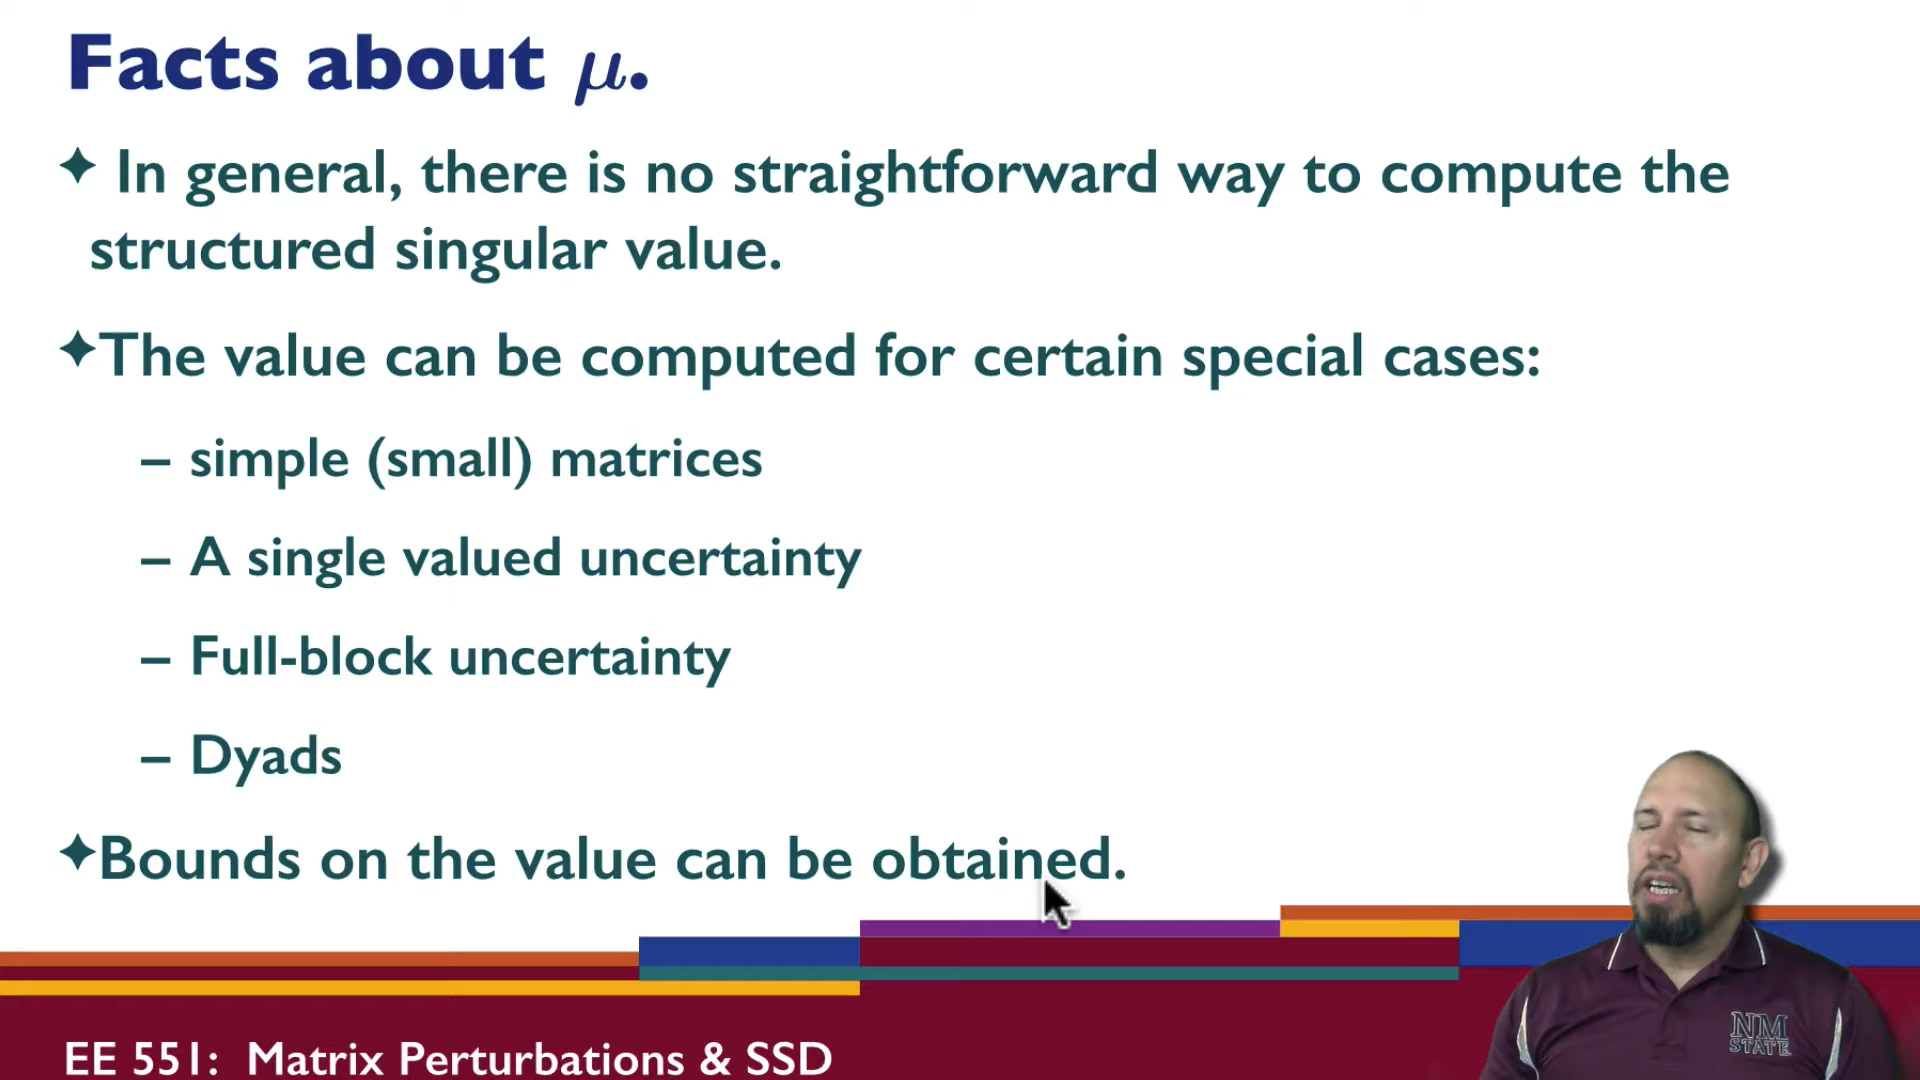 Facts about μ.
✦ In general, there is no straightforward way to compute the
structured singular value.
✦The value can be computed for certain special cases:
– simple (small) matrices
– A single valued uncertainty
– Full-block uncertainty
– Dyads
✦Bounds on the value can be obtained.
NM
STATE
EE 551: Matrix Perturbations & SSD